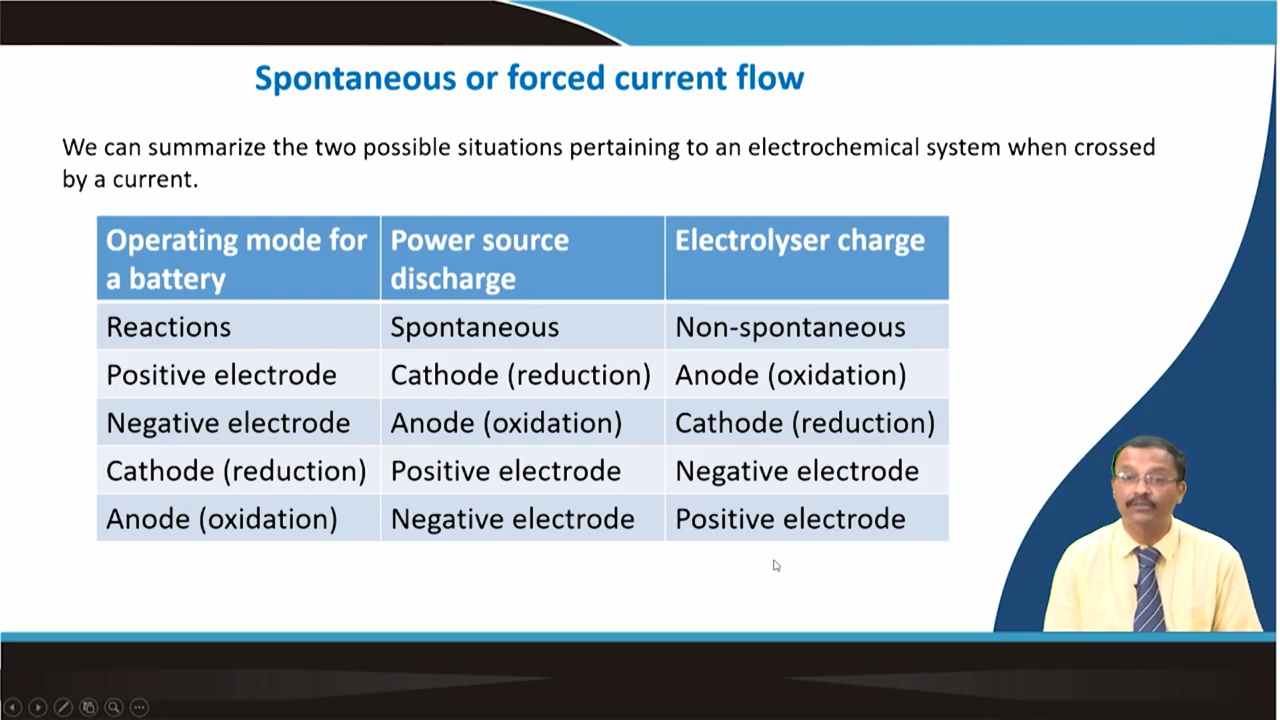 Spontaneous or forced current flow
We can summarize the two possible situations pertaining to an electrochemical system when crossed
by a current.
Operating mode for
a battery
Power source
discharge
Electrolyser charge
Reactions
Spontaneous
Non-spontaneous
Positive electrode
Cathode (reduction)
Anode (oxidation)
Negative electrode
Anode (oxidation)
Cathode (reduction)
Cathode (reduction)
Positive electrode
Negative electrode
Anode (oxidation)
Negative electrode
Positive electrode